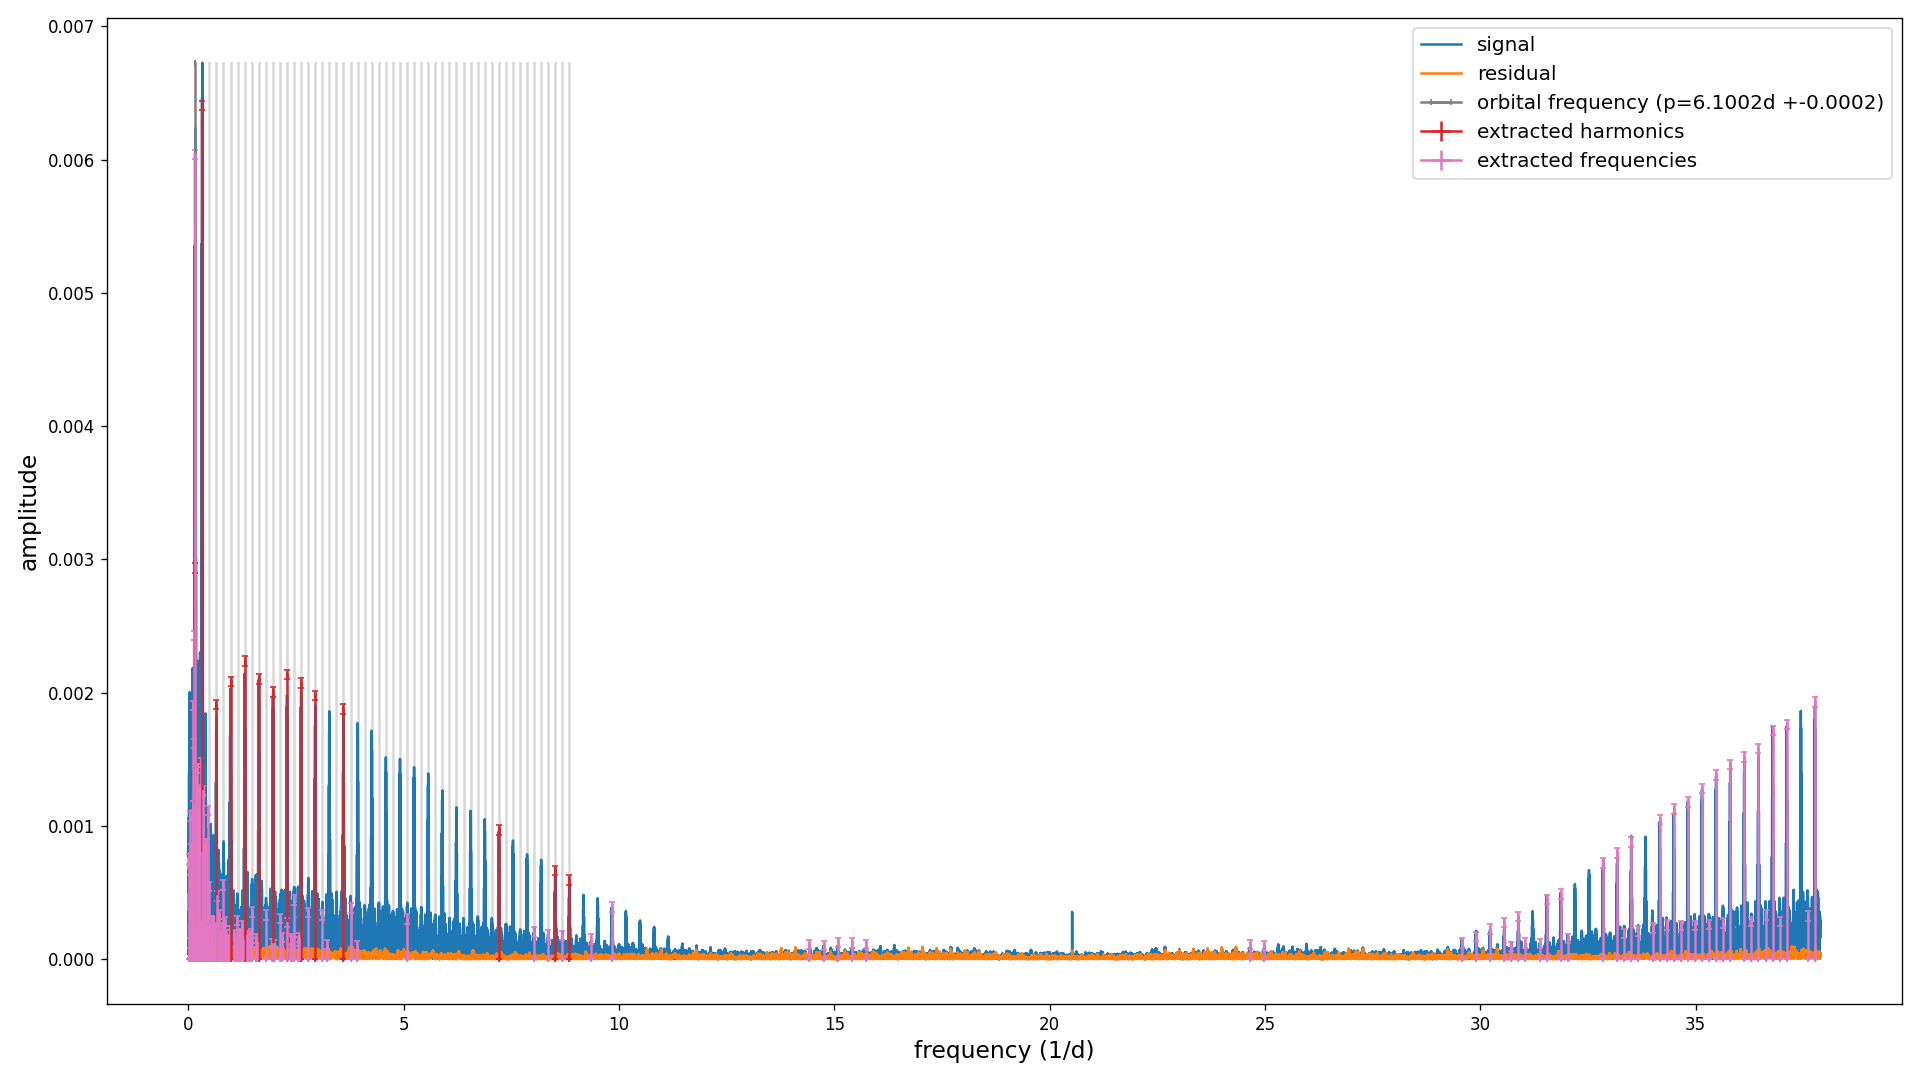 0.007
0.006
0.005
0.004
0.003
0.002
0.001
0.000
amplitude
0 5 10 15 20 25 30 35
frequency (1/d)
signal
residual
orbital frequency (p=6.1002d +-0.0002)
extracted harmonics
extracted frequencies